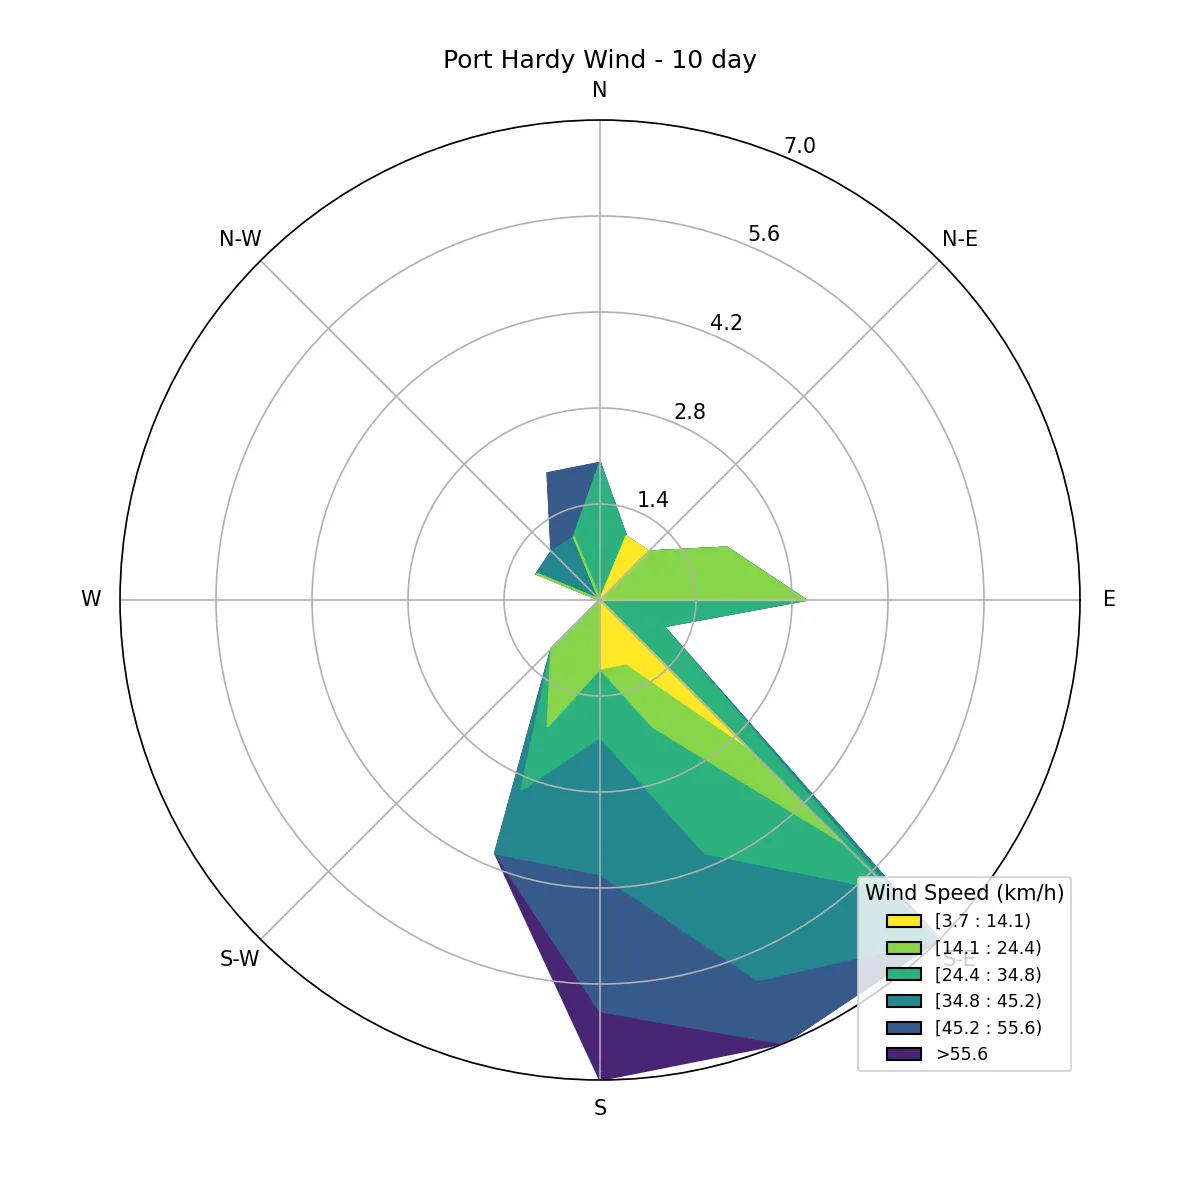 Port Hardy Wind - 10 day
N
7.0
N-W
5.6
N-E
4.2
2.8
1.4
W
E
S-W
S-E
S
Wind Speed (km/h)
[3.7 : 14.1)
[14.1 : 24.4)
[24.4 : 34.8)
[34.8 : 45.2)
[45.2 : 55.6)
>55.6